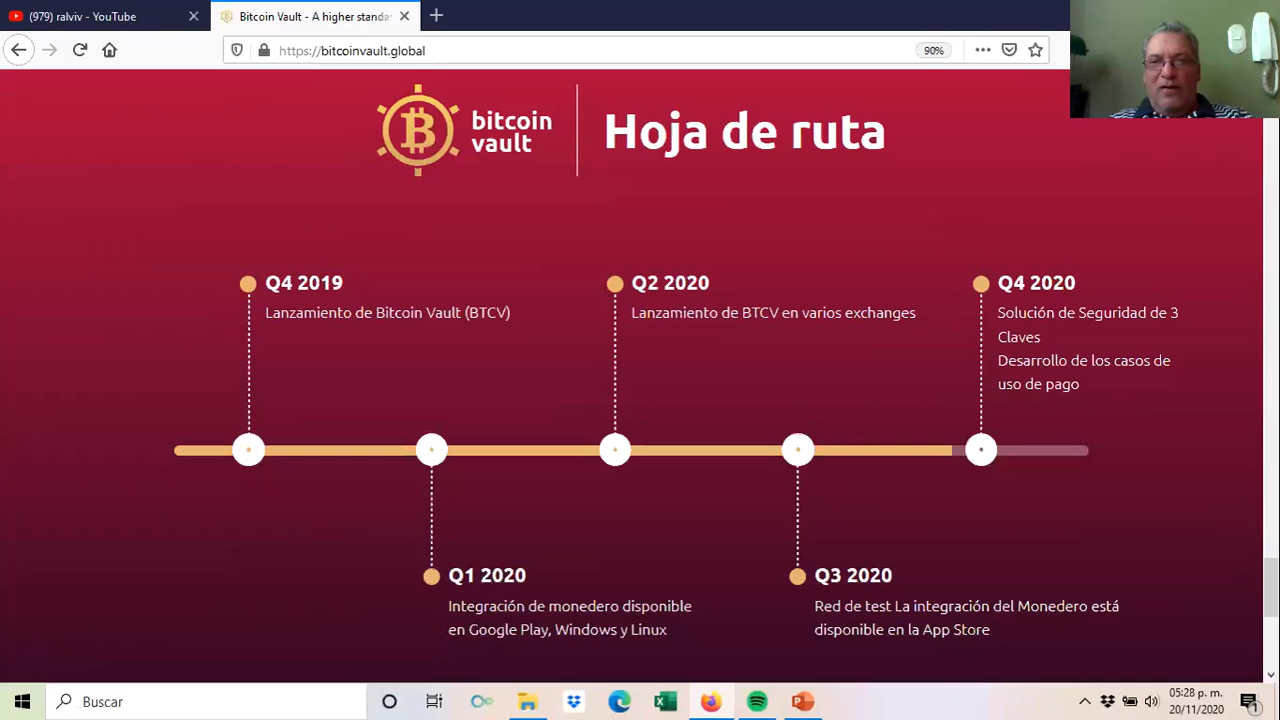 (979) ralviv - YouTube
Bitcoin Vault - A higher standa
https://bitcoinvault.global
90%
bitcoin
vault
Hoja de ruta
Q4 2019
Lanzamiento de Bitcoin Vault (BTCV)
Q2 2020
Lanzamiento de BTCV en varios exchanges
Q4 2020
Solución de Seguridad de 3
Claves
Desarrollo de los casos de
uso de pago
Q1 2020
Integración de monedero disponible
en Google Play, Windows y Linux
Q3 2020
Red de test La integración del Monedero está
disponible en la App Store
Buscar
05:28 p. m.
20/11/2020
1